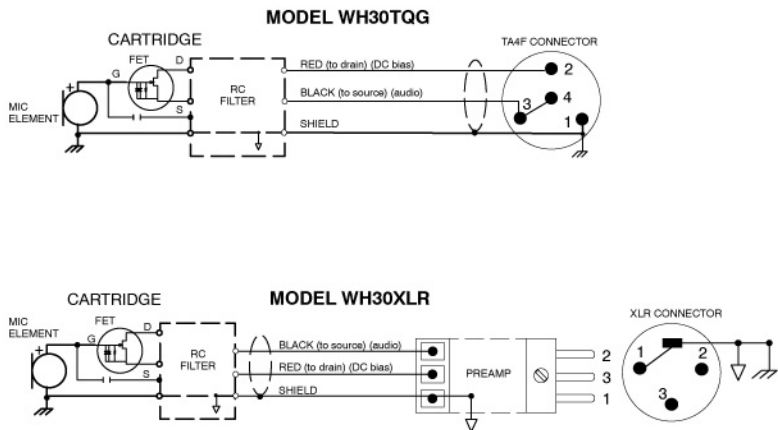 MODEL WH30TQG
CARTRIDGE
TA4F CONNECTOR
FET
D
G
S
MIC
ELEMENT
+
RC
FILTER
RED (to drain) (DC bias)
BLACK (to source) (audio)
SHIELD
2
4
3
1
CARTRIDGE
MODEL WH30XLR
XLR CONNECTOR
MIC
ELEMENT
FET
D
G
S
+
RC
FILTER
BLACK (to source) (audio)
RED (to drain) (DC bias)
SHIELD
PREAMP
2
3
1
1
2
3